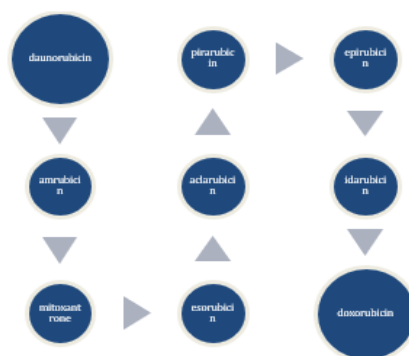 daunorubicin
amrubici
n
mitoxant
rone
esorubici
n
aclarubici
n
pirarubic
in
epirubici
n
idarubici
n
doxorubicin